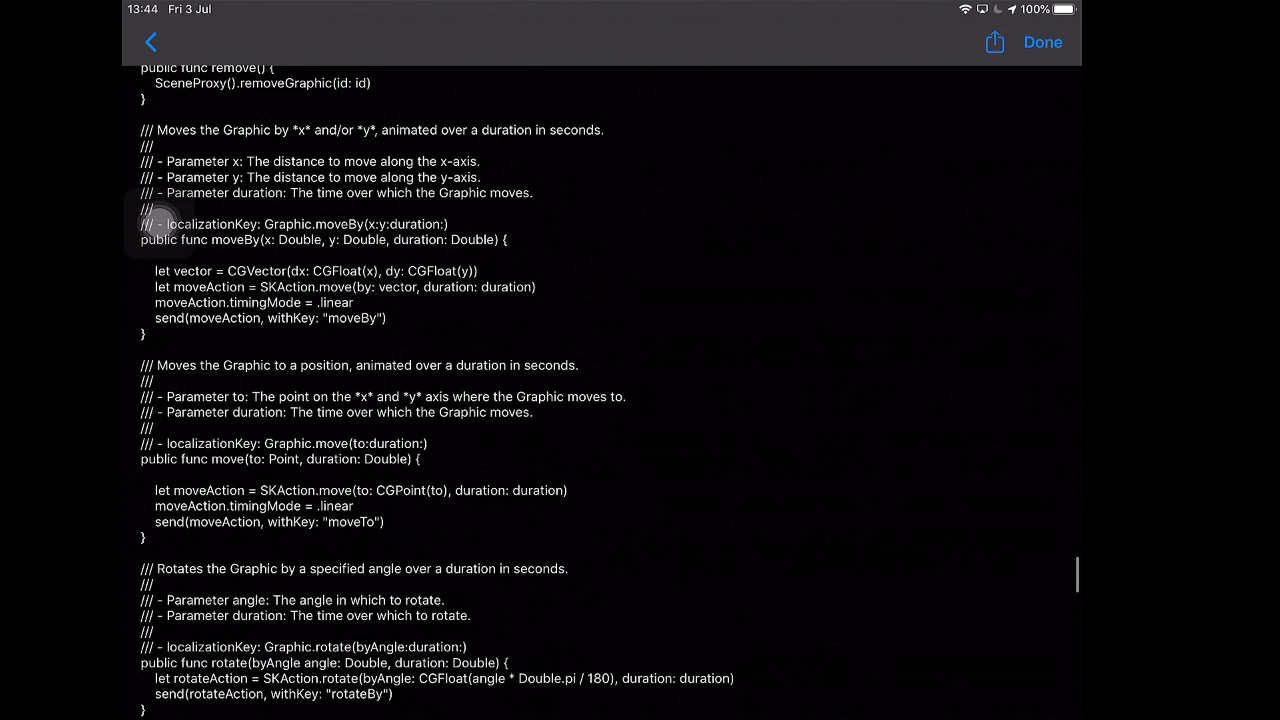 13:44 Fri 3 Jul 100%
Done
public func remove() {
SceneProxy().removeGraphic(id: id)
}
/// Moves the Graphic by *x* and/or *y*, animated over a duration in seconds.
///
/// - Parameter x: The distance to move along the x-axis.
/// - Parameter y: The distance to move along the y-axis.
/// - Parameter duration: The time over which the Graphic moves.
///
/// - localizationKey: Graphic.moveBy(x:y:duration:)
public func moveBy(x: Double, y: Double, duration: Double) {
let vector = CGVector(dx: CGFloat(x), dy: CGFloat(y))
let moveAction = SKAction.move(by: vector, duration: duration)
moveAction.timingMode = .linear
send(moveAction, withKey: "moveBy")
}
/// Moves the Graphic to a position, animated over a duration in seconds.
///
/// - Parameter to: The point on the *x* and *y* axis where the Graphic moves to.
/// - Parameter duration: The time over which the Graphic moves.
///
/// - localizationKey: Graphic.move(to:duration:)
public func move(to: Point, duration: Double) {
let moveAction = SKAction.move(to: CGPoint(to), duration: duration)
moveAction.timingMode = .linear
send(moveAction, withKey: "moveTo")
}
/// Rotates the Graphic by a specified angle over a duration in seconds.
///
/// - Parameter angle: The angle in which to rotate.
/// - Parameter duration: The time over which to rotate.
///
/// - localizationKey: Graphic.rotate(byAngle:duration:)
public func rotate(byAngle angle: Double, duration: Double) {
let rotateAction = SKAction.rotate(byAngle: CGFloat(angle * Double.pi / 180), duration: duration)
send(rotateAction, withKey: "rotateBy")
}